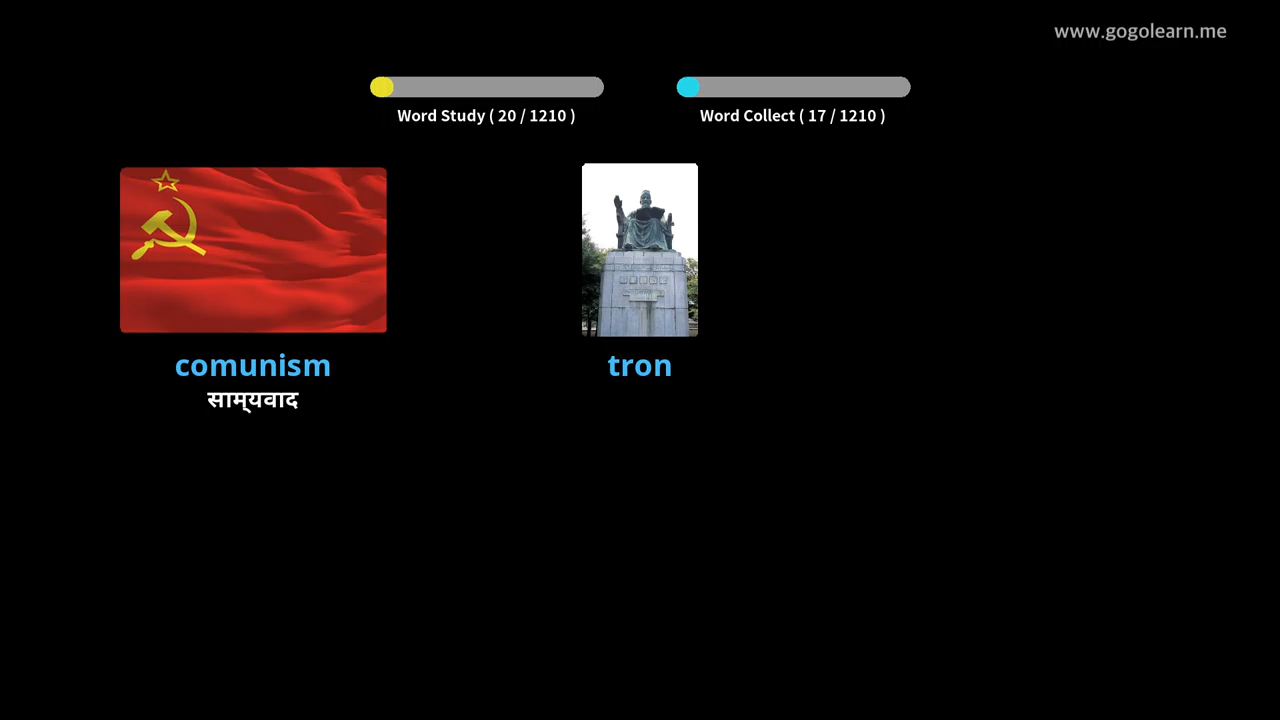 www.gogolearn.me
Word Study ( 20 / 1210 )
Word Collect ( 17 / 1210 )
comunism
साम्यवाद
tron